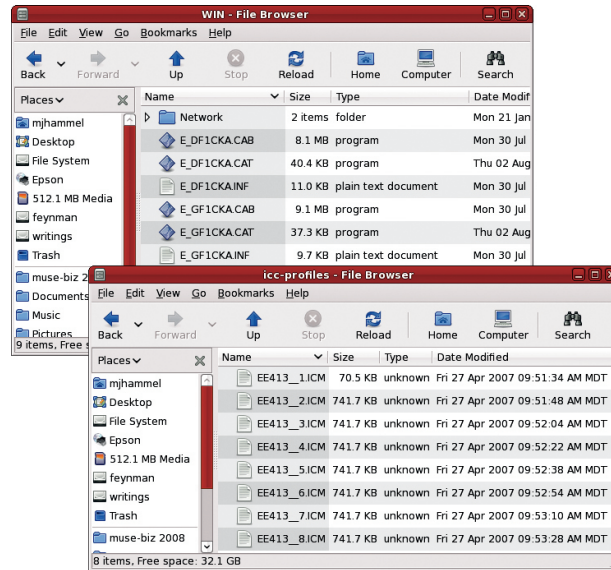 WIN - File Browser
File Edit View Go Bookmarks Help
Back Forward Up Stop Reload Home Computer Search
Places Name Size Type Date Modif
mjhammel
Desktop
File System
Epson
512.1 MB Media
feynman
writings
Trash
muse-biz 2
Documents
Music
Pictures
Network 2 items folder Mon 21 Jan
E_DF1CKA.CAB 8.1 MB program Mon 30 Jul
E_DF1CKA.CAT 40.4 KB program Thu 02 Aug
E_DF1CKA.INF 11.0 KB plain text document Mon 30 Jul
E_GF1CKA.CAB 9.1 MB program Mon 30 Jul
E_GF1CKA.CAT 37.3 KB program Thu 02 Aug
E_GF1CKA.INF 9.7 KB plain text document Mon 30 Jul
9 items, Free s
icc-profiles - File Browser
File Edit View Go Bookmarks Help
Back Forward Up Stop Reload Home Computer Search
Places Name Size Type Date Modified
mjhammel
Desktop
File System
Epson
512.1 MB Media
feynman
writings
Trash
muse-biz 2008
EE413__1.ICM 70.5 KB unknown Fri 27 Apr 2007 09:51:34 AM MDT
EE413__2.ICM 741.7 KB unknown Fri 27 Apr 2007 09:51:48 AM MDT
EE413__3.ICM 741.7 KB unknown Fri 27 Apr 2007 09:52:04 AM MDT
EE413__4.ICM 741.7 KB unknown Fri 27 Apr 2007 09:52:22 AM MDT
EE413__5.ICM 741.7 KB unknown Fri 27 Apr 2007 09:52:38 AM MDT
EE413__6.ICM 741.7 KB unknown Fri 27 Apr 2007 09:52:54 AM MDT
EE413__7.ICM 741.7 KB unknown Fri 27 Apr 2007 09:53:10 AM MDT
EE413__8.ICM 741.7 KB unknown Fri 27 Apr 2007 09:53:28 AM MDT
8 items, Free space: 32.1 GB